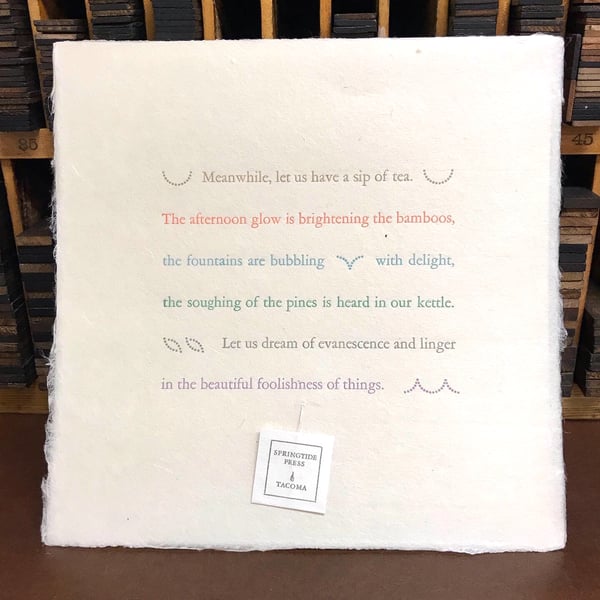 85
45
Meanwhile, let us have a sip of tea.
The afternoon glow is brightening the bamboos,
the fountains are bubbling with delight,
the soughing of the pines is heard in our kettle.
Let us dream of evanescence and linger
in the beautiful foolishness of things.
SPRINGTIDE
PRESS
TACOMA